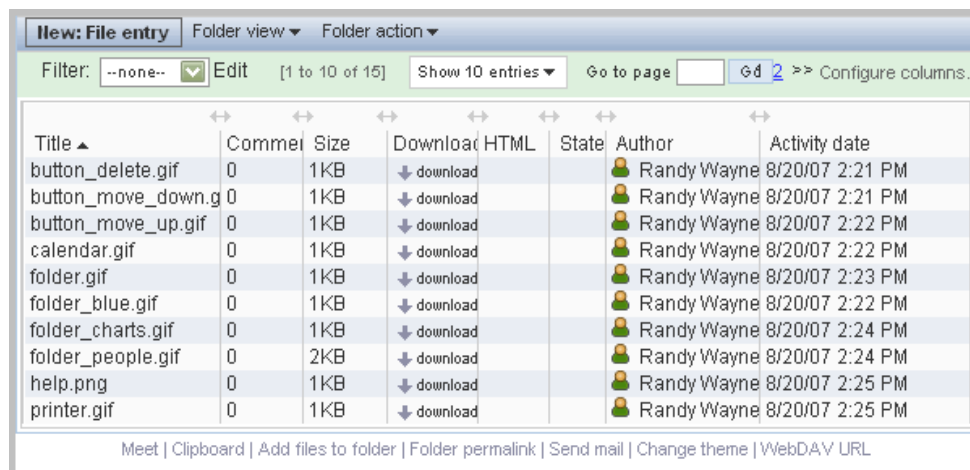 New: File entry Folder view Folder action
Filter: --none-- Edit [1 to 10 of 15] Show 10 entries Go to page 2 >> Configure columns.
Title Commei Size Downloac HTML State Author Activity date
button_delete.gif 0 1KB download Randy Wayne 8/20/07 2:21 PM
button_move_down.g 0 1KB download Randy Wayne 8/20/07 2:21 PM
button_move_up.gif 0 1KB download Randy Wayne 8/20/07 2:22 PM
calendar.gif 0 1KB download Randy Wayne 8/20/07 2:22 PM
folder.gif 0 1KB download Randy Wayne 8/20/07 2:23 PM
folder_blue.gif 0 1KB download Randy Wayne 8/20/07 2:22 PM
folder_charts.gif 0 1KB download Randy Wayne 8/20/07 2:24 PM
folder_people.gif 0 2KB download Randy Wayne 8/20/07 2:24 PM
help.png 0 1KB download Randy Wayne 8/20/07 2:25 PM
printer.gif 0 1KB download Randy Wayne 8/20/07 2:25 PM
Meet | Clipboard | Add files to folder | Folder permalink | Send mail | Change theme | WebDAV URL